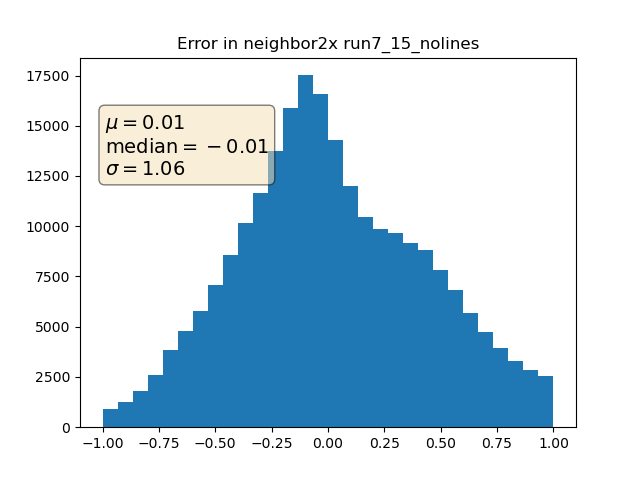 Error in neighbor2x run7_15_nolines
17500
15000
12500
10000
7500
5000
2500
0
μ = 0.01
median = −0.01
σ = 1.06
−1.00 −0.75 −0.50 −0.25 0.00 0.25 0.50 0.75 1.00